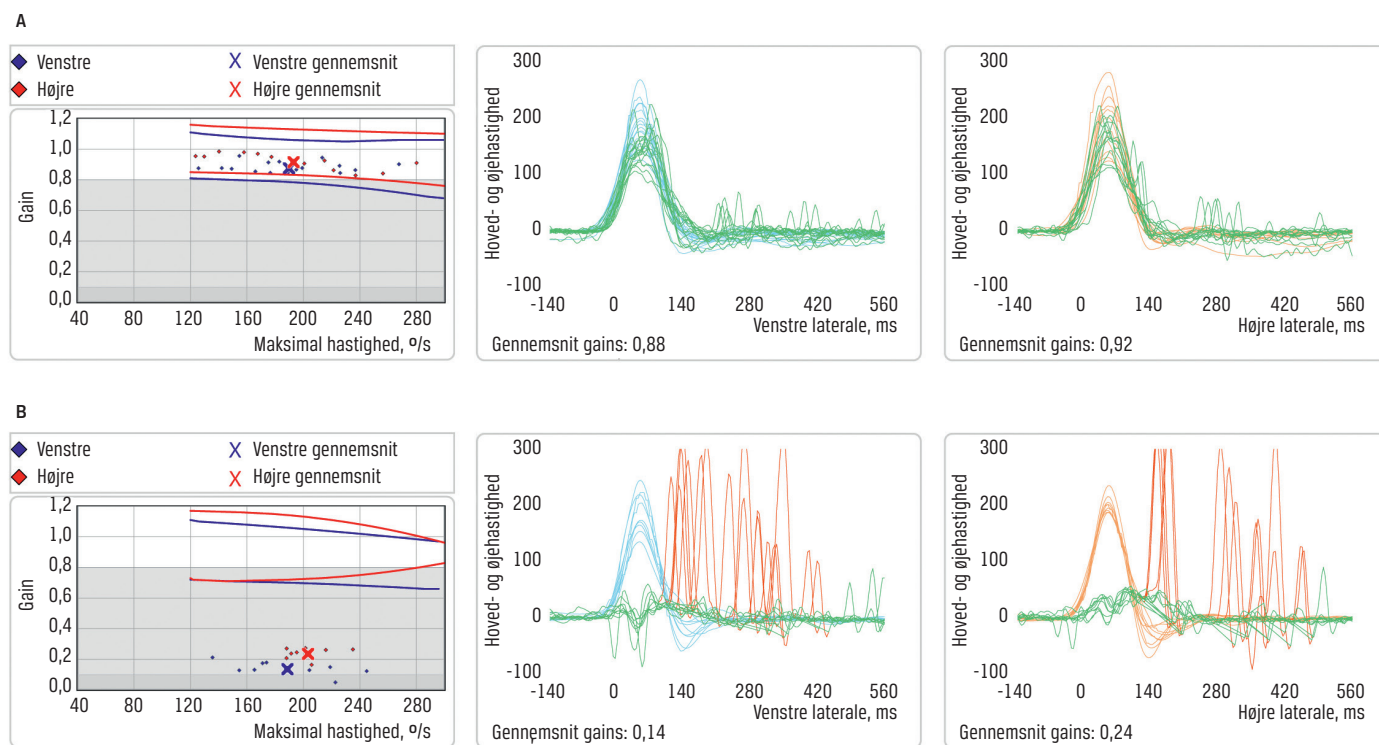 A
Venstre
Venstre gennemsnit
Højre
Højre gennemsnit
1,2
1,0
0,8
0,6
0,4
0,2
0,0
Gain
40 80 120 160 200 240 280
Maksimal hastighed, º/s
300
200
100
0
-100
Hoved- og øjehastighed
-140 0 140 280 420 560
Venstre laterale, ms
Gennemsnit gains: 0,88
300
200
100
0
-100
Hoved- og øjehastighed
-140 0 140 280 420 560
Højre laterale, ms
Gennemsnit gains: 0,92
B
Venstre
Venstre gennemsnit
Højre
Højre gennemsnit
1,2
1,0
0,8
0,6
0,4
0,2
0,0
Gain
40 80 120 160 200 240 280
Maksimal hastighed, º/s
300
200
100
0
-100
Hoved- og øjehastighed
-140 0 140 280 420 560
Venstre laterale, ms
Gennemsnit gains: 0,14
300
200
100
0
-100
Hoved- og øjehastighed
-140 0 140 280 420 560
Højre laterale, ms
Gennemsnit gains: 0,24